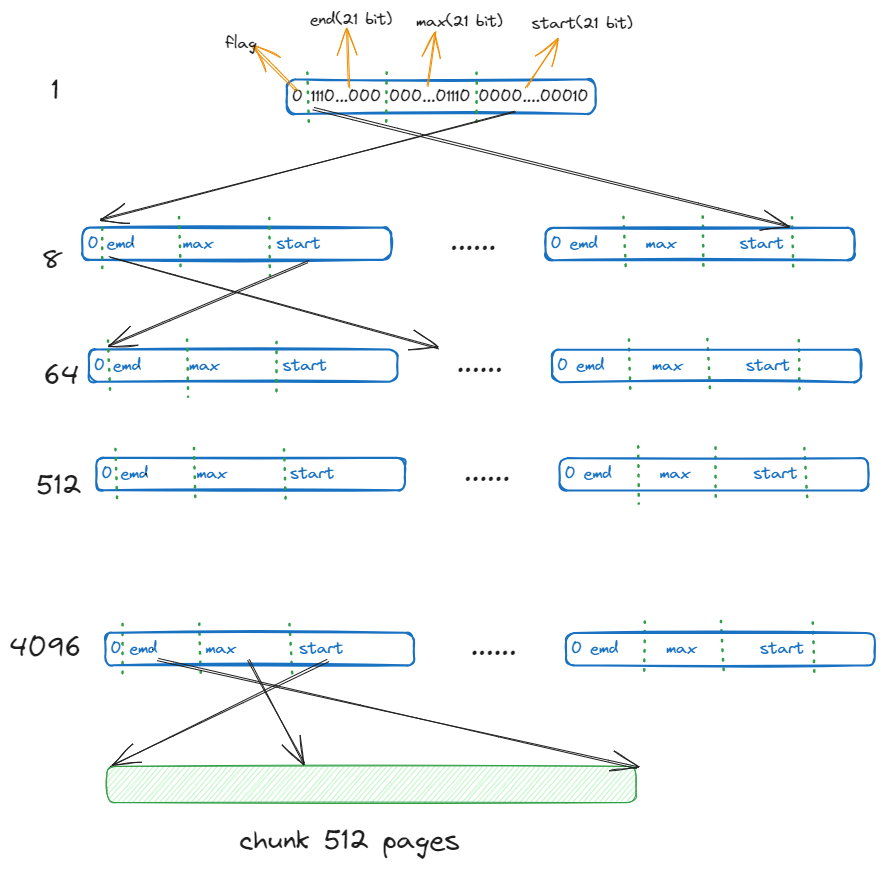 flag
end(21 bit)
max(21 bit)
start(21 bit)
1
0 1110...000 000...01110 0000....00010
8
0 emd max start
......
0 emd max start
64
0 emd max start
......
0 emd max start
512
0 emd max start
......
0 emd max start
4096
0 emd max start
......
0 emd max start
chunk 512 pages